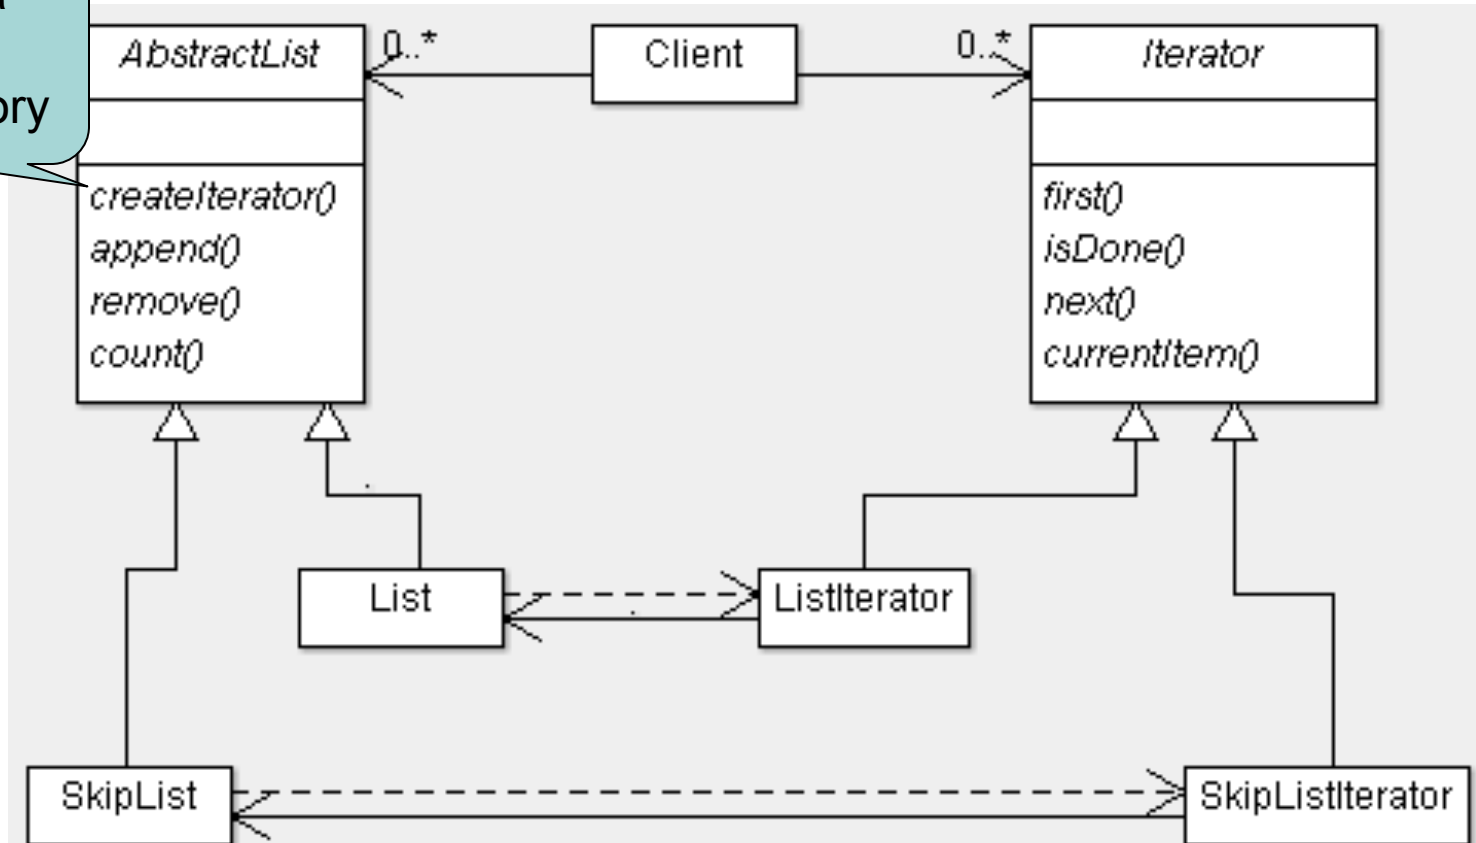 ory
AbstractList
0..*
Client
0..*
Iterator
createIterator()
append()
remove()
count()
first()
isDone()
next()
currentItem()
List
ListIterator
SkipList
SkipListIterator